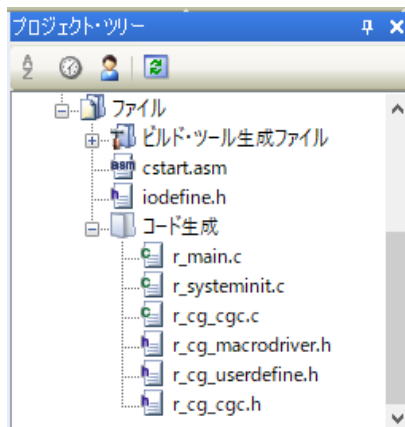 プロジェクト・ツリー
ファイル
ビルド・ツール生成ファイル
asm cstart.asm
iodefine.h
コード生成
r_main.c
r_systeminit.c
r_cg_cgc.c
r_cg_macrodriver.h
r_cg_userdefine.h
r_cg_cgc.h